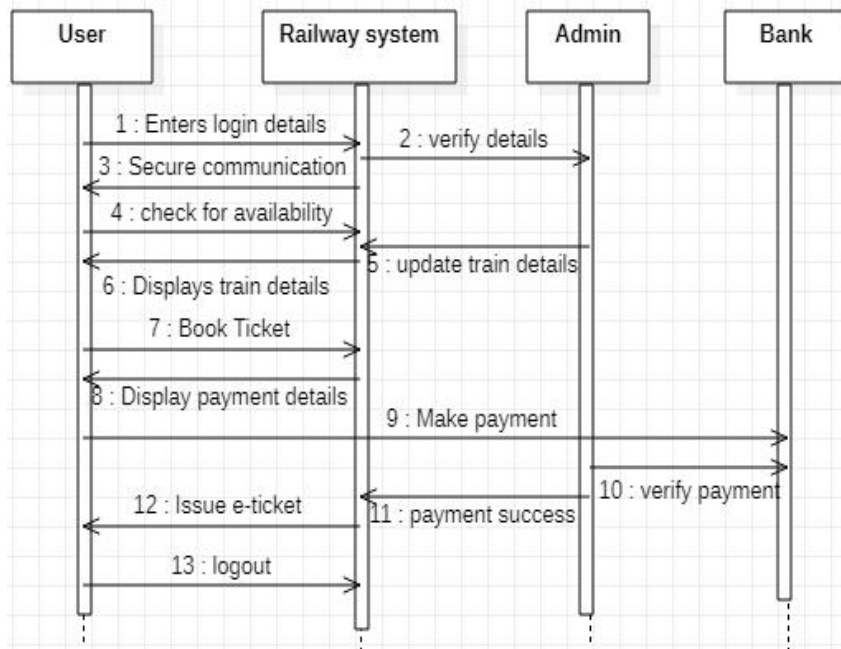 User
Railway system
Admin
Bank
1 : Enters login details
2 : verify details
3 : Secure communication
4 : check for availability
5 : update train details
6 : Displays train details
7 : Book Ticket
8 : Display payment details
9 : Make payment
10 : verify payment
11 : payment success
12 : Issue e-ticket
13 : logout